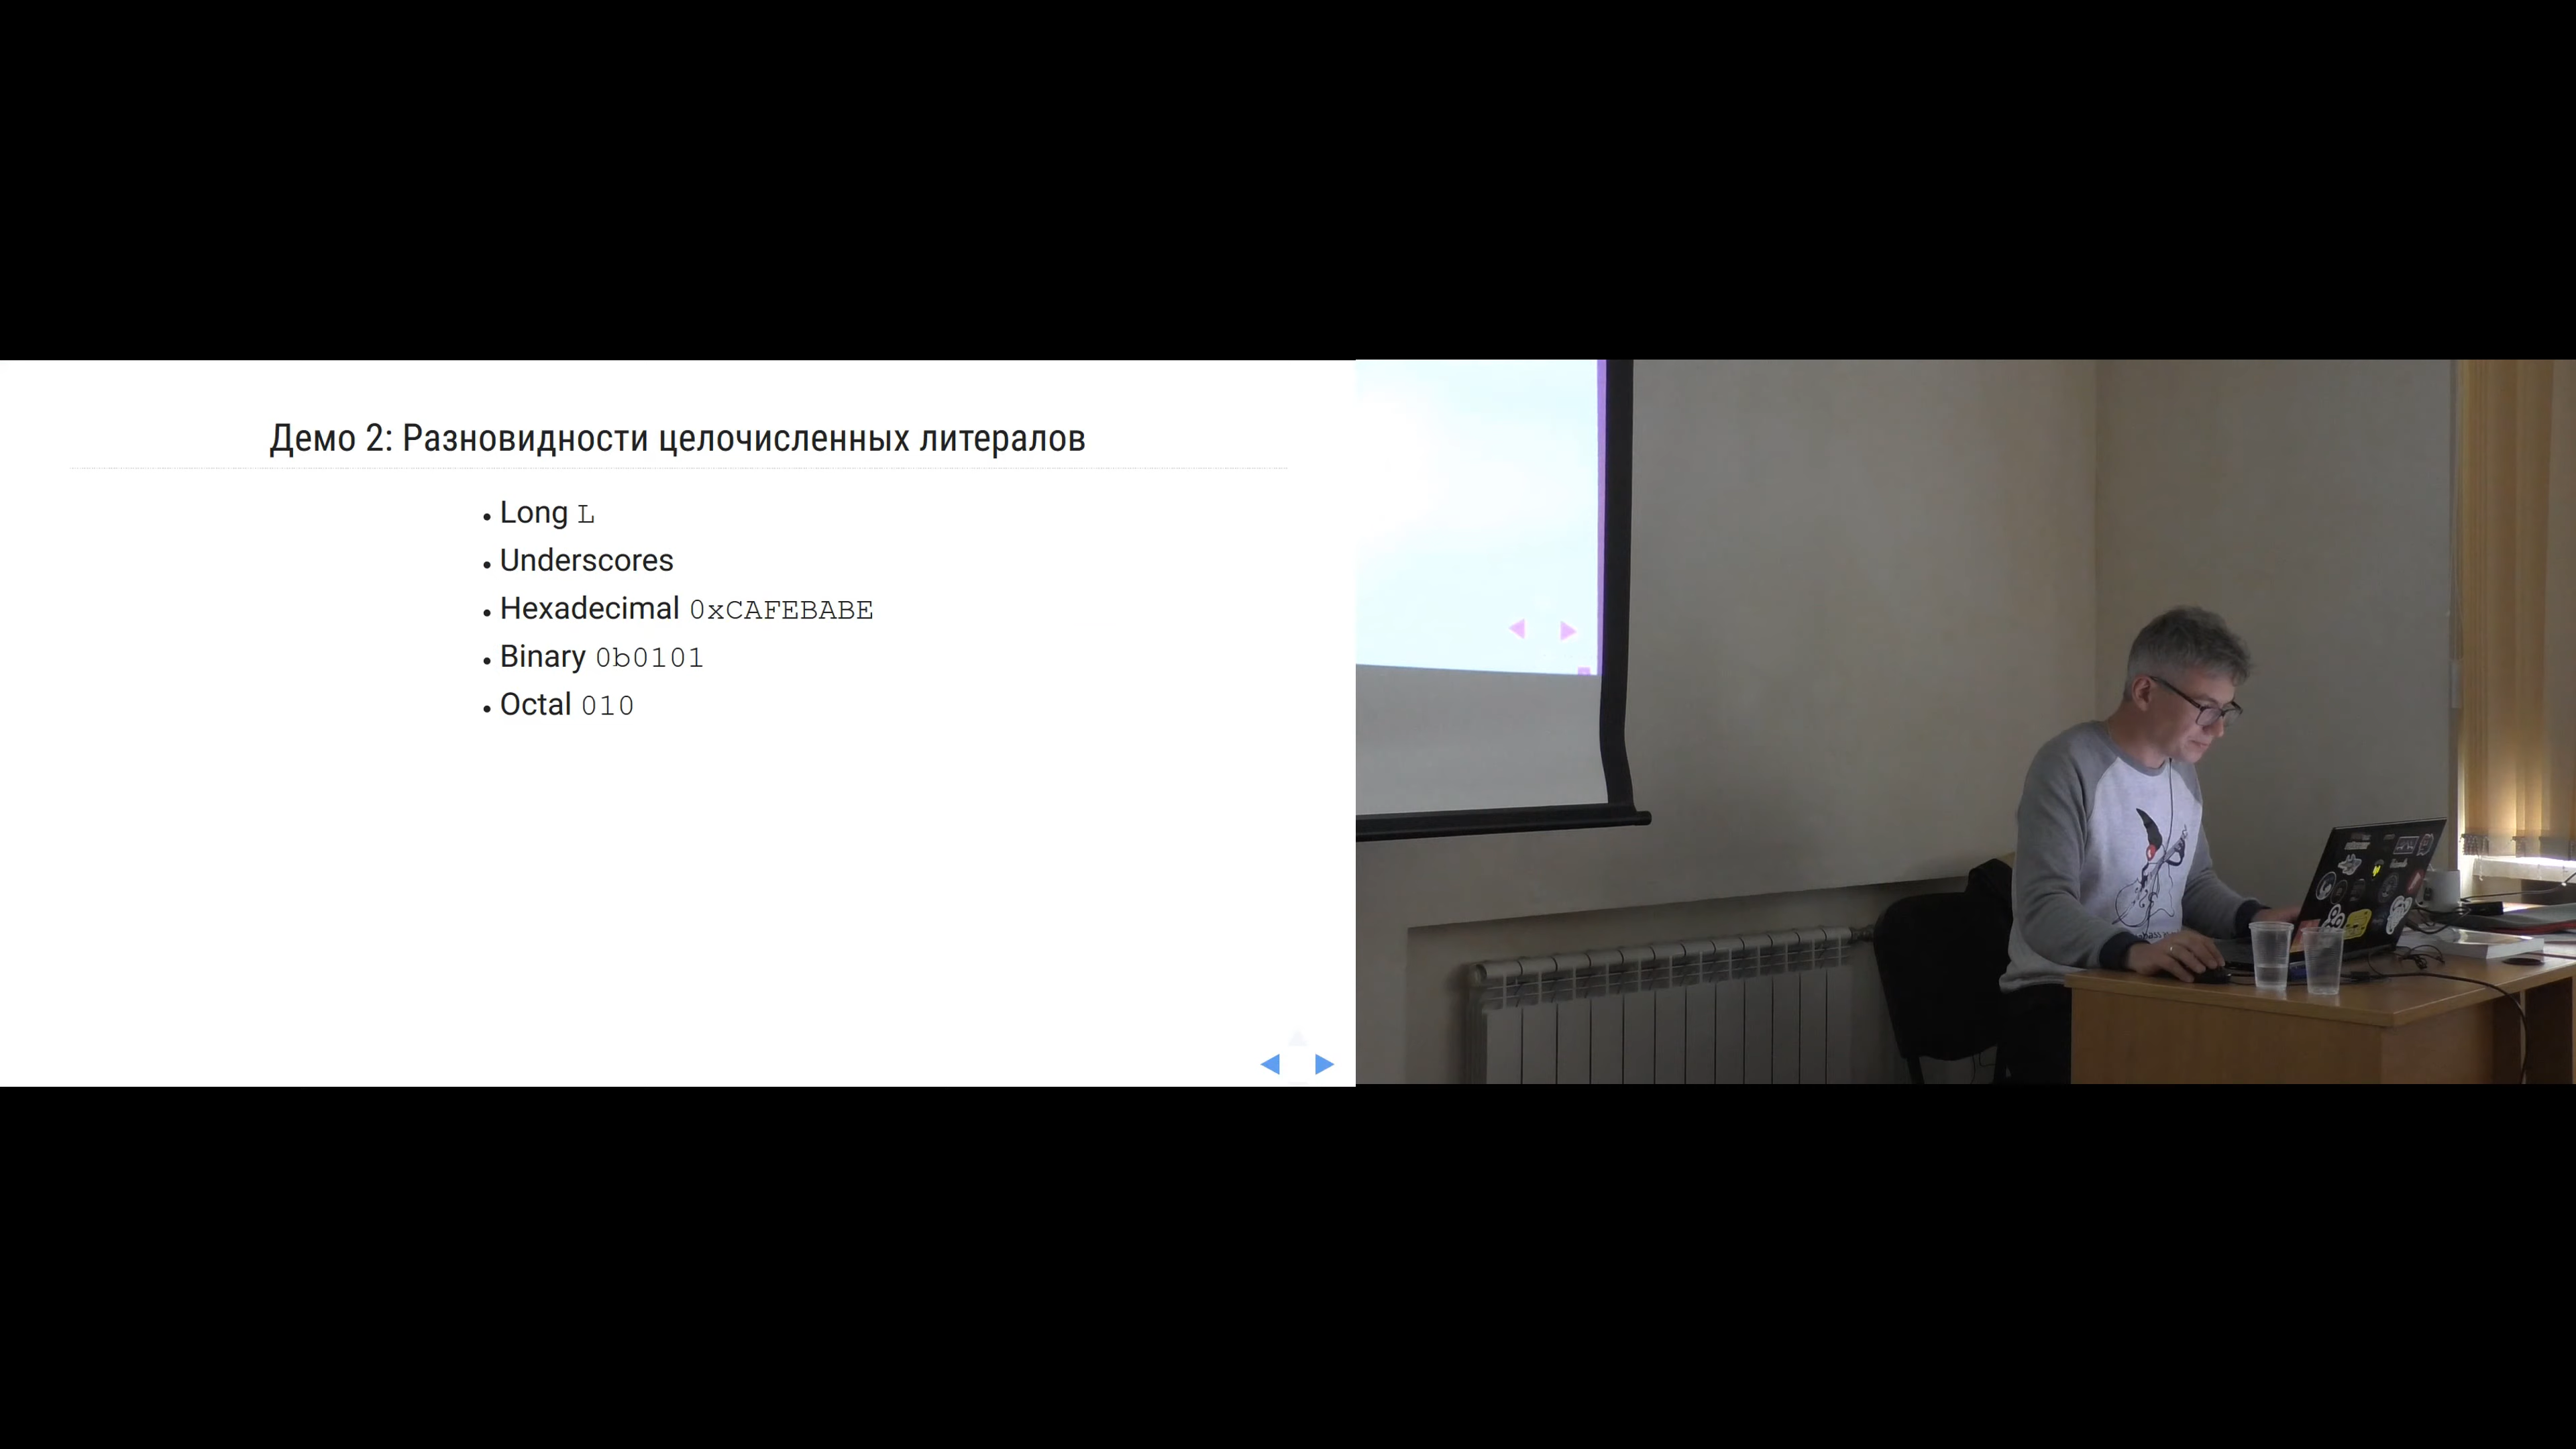 Демо 2: Разновидности целочисленных литералов
Long L
Underscores
Hexadecimal 0xCAFEBABE
Binary 0b0101
Octal 010